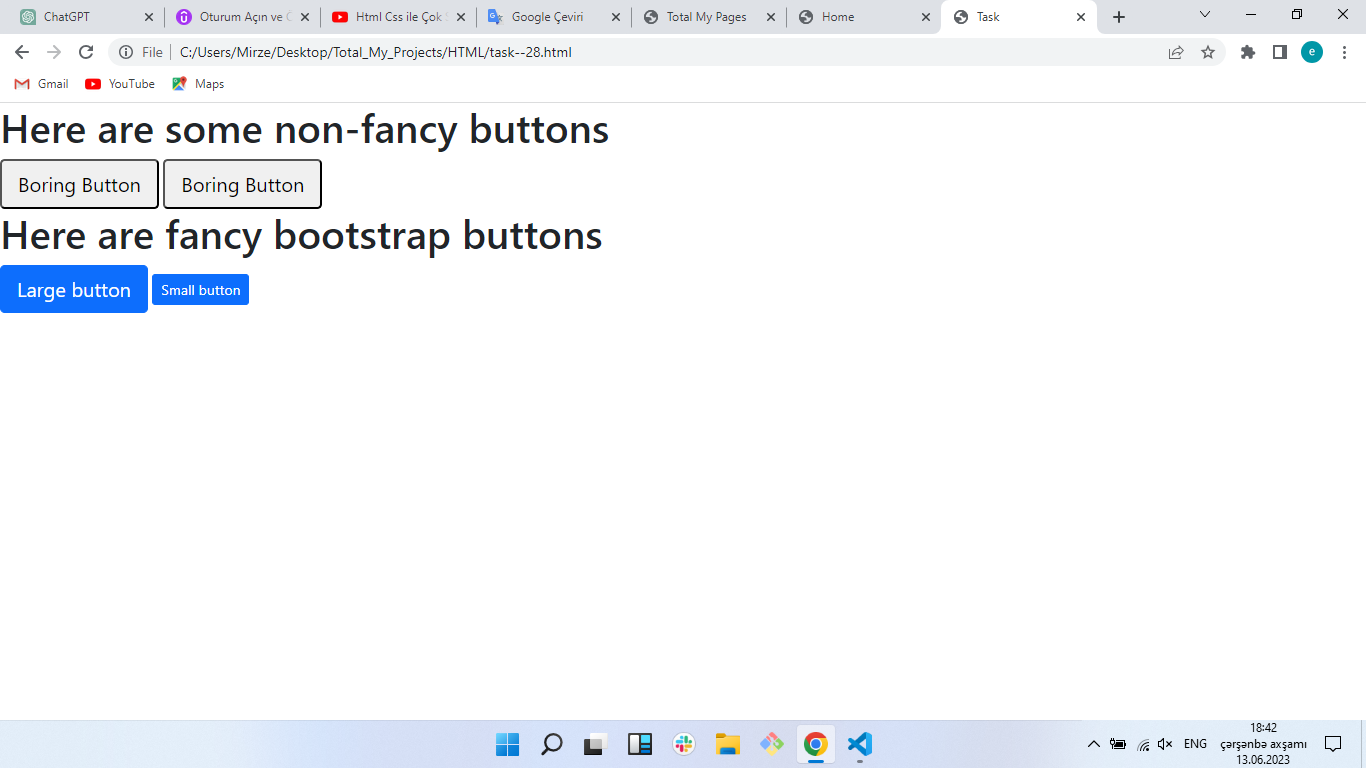 ChatGPT
Oturum Açın ve
Html Css ile Çok
Google Çeviri
Total My Pages
Home
Task
File
C:/Users/Mirze/Desktop/Total_My_Projects/HTML/task--28.html
e
Gmail
YouTube
Maps
Here are some non-fancy buttons
Boring Button Boring Button
Here are fancy bootstrap buttons
Large button Small button
ENG
18:42
çərşənbə axşamı
13.06.2023